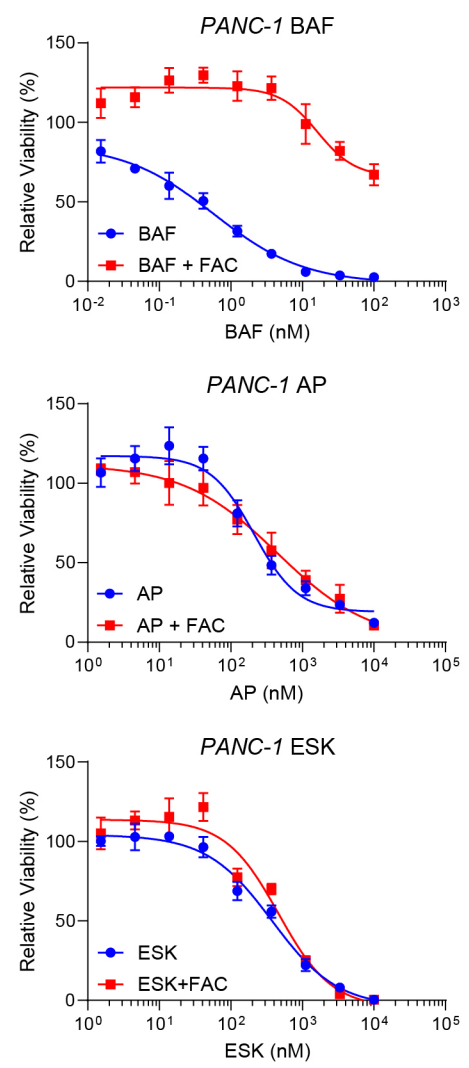 PANC-1 BAF
150
100
50
0
Relative Viability (%)
BAF
BAF + FAC
10-2 10-1 100 101 102 103
BAF (nM)
PANC-1 AP
150
100
50
0
Relative Viability (%)
AP
AP + FAC
100 101 102 103 104 105
AP (nM)
PANC-1 ESK
150
100
50
0
Relative Viability (%)
ESK
ESK+FAC
100 101 102 103 104 105
ESK (nM)